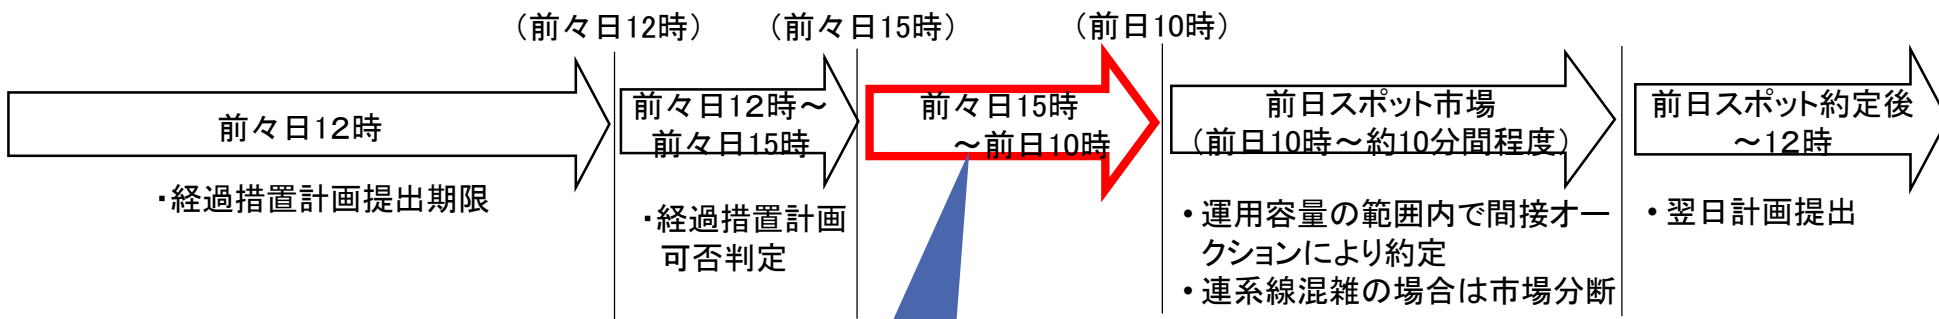 （前々日12時）
（前々日15時）
（前日10時）
前々日12時
前々日12時～
前々日15時
前々日15時
～前日10時
前日スポット市場
（前日10時～約10分間程度）
前日スポット約定後
～12時
・経過措置計画提出期限
・経過措置計画
可否判定
・運用容量の範囲内で間接オー
クションにより約定
・連系線混雑の場合は市場分断
・翌日計画提出